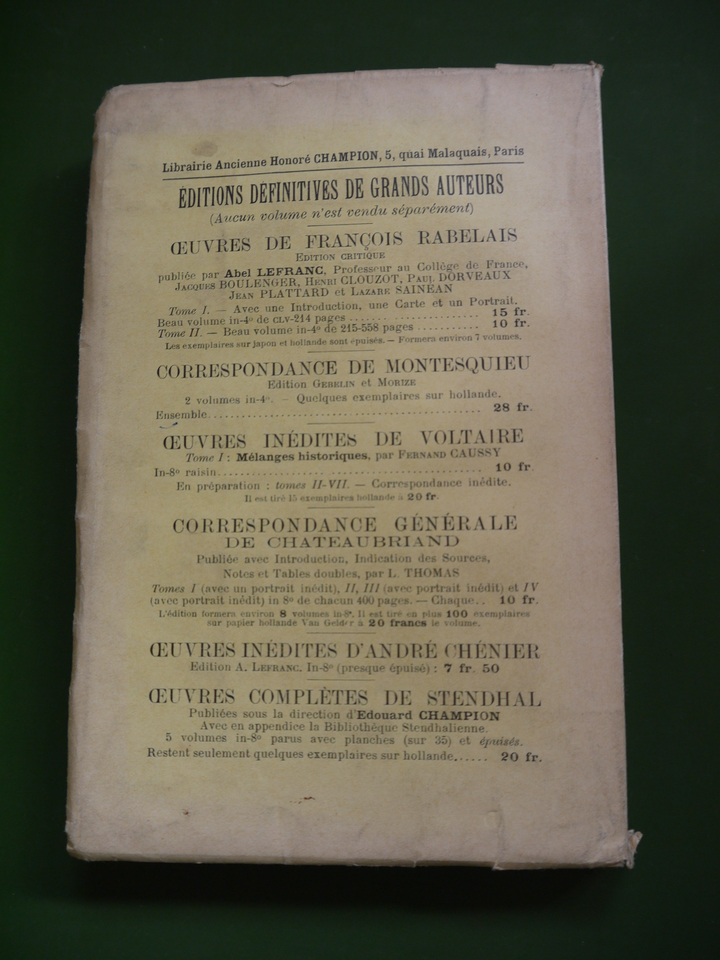 Librairie Ancienne Honoré CHAMPION, 5, quai Malaquais, Paris
ÉDITIONS DÉFINITIVES DE GRANDS AUTEURS
(Aucun volume n'est vendu séparément)
ŒUVRES DE FRANÇOIS RABELAIS
EDITION CRITIQUE
publiée par Abel LEFRANC, Professeur au Collège de France,
JACQUES BOULENGER, HENRI CLOUZOT, PAUL DORVEAUX
JEAN PLATTARD et LAZARE SAINÉAN
Tome I. — Avec une Introduction, une Carte et un Portrait.
Beau volume in-4º de CLV-214 pages .......................... 15 fr.
Tome II. — Beau volume in-4º de 215-558 pages ........... 10 fr.
Les exemplaires sur japon et hollande sont épuisés. — Formera environ 7 volumes.
CORRESPONDANCE DE MONTESQUIEU
Edition GEBELIN et MORIZE
2 volumes in-4º. — Quelques exemplaires sur hollande.
Ensemble.......................................... 28 fr.
ŒUVRES INÉDITES DE VOLTAIRE
Tome I : Mélanges historiques, par FERNAND CAUSSY
In-8º raisin.......................................... 10 fr.
En préparation : tomes II-VII. — Correspondance inédite.
Il est tiré 15 exemplaires hollande à 20 fr.
CORRESPONDANCE GÉNÉRALE
DE CHATEAUBRIAND
Publiée avec Introduction, Indication des Sources,
Notes et Tables doubles, par L. THOMAS
Tomes I (avec un portrait inédit), II, III (avec portrait inédit) et IV
(avec portrait inédit) in 8º de chacun 400 pages. — Chaque.. 10 fr.
L'édition formera environ 8 volumes in-8º. Il est tiré en plus 100 exemplaires
sur papier hollande Van Gelder à 20 francs le volume.
ŒUVRES INÉDITES D'ANDRÉ CHÉNIER
Edition A. LEFRANC. In-8º (presque épuisé) : 7 fr. 50
ŒUVRES COMPLÈTES DE STENDHAL
Publiées sous la direction d'Edouard CHAMPION
Avec en appendice la Bibliothèque Stendhalienne.
5 volumes in-8º parus avec planches (sur 35) et épuisés.
Restent seulement quelques exemplaires sur hollande...... 20 fr.